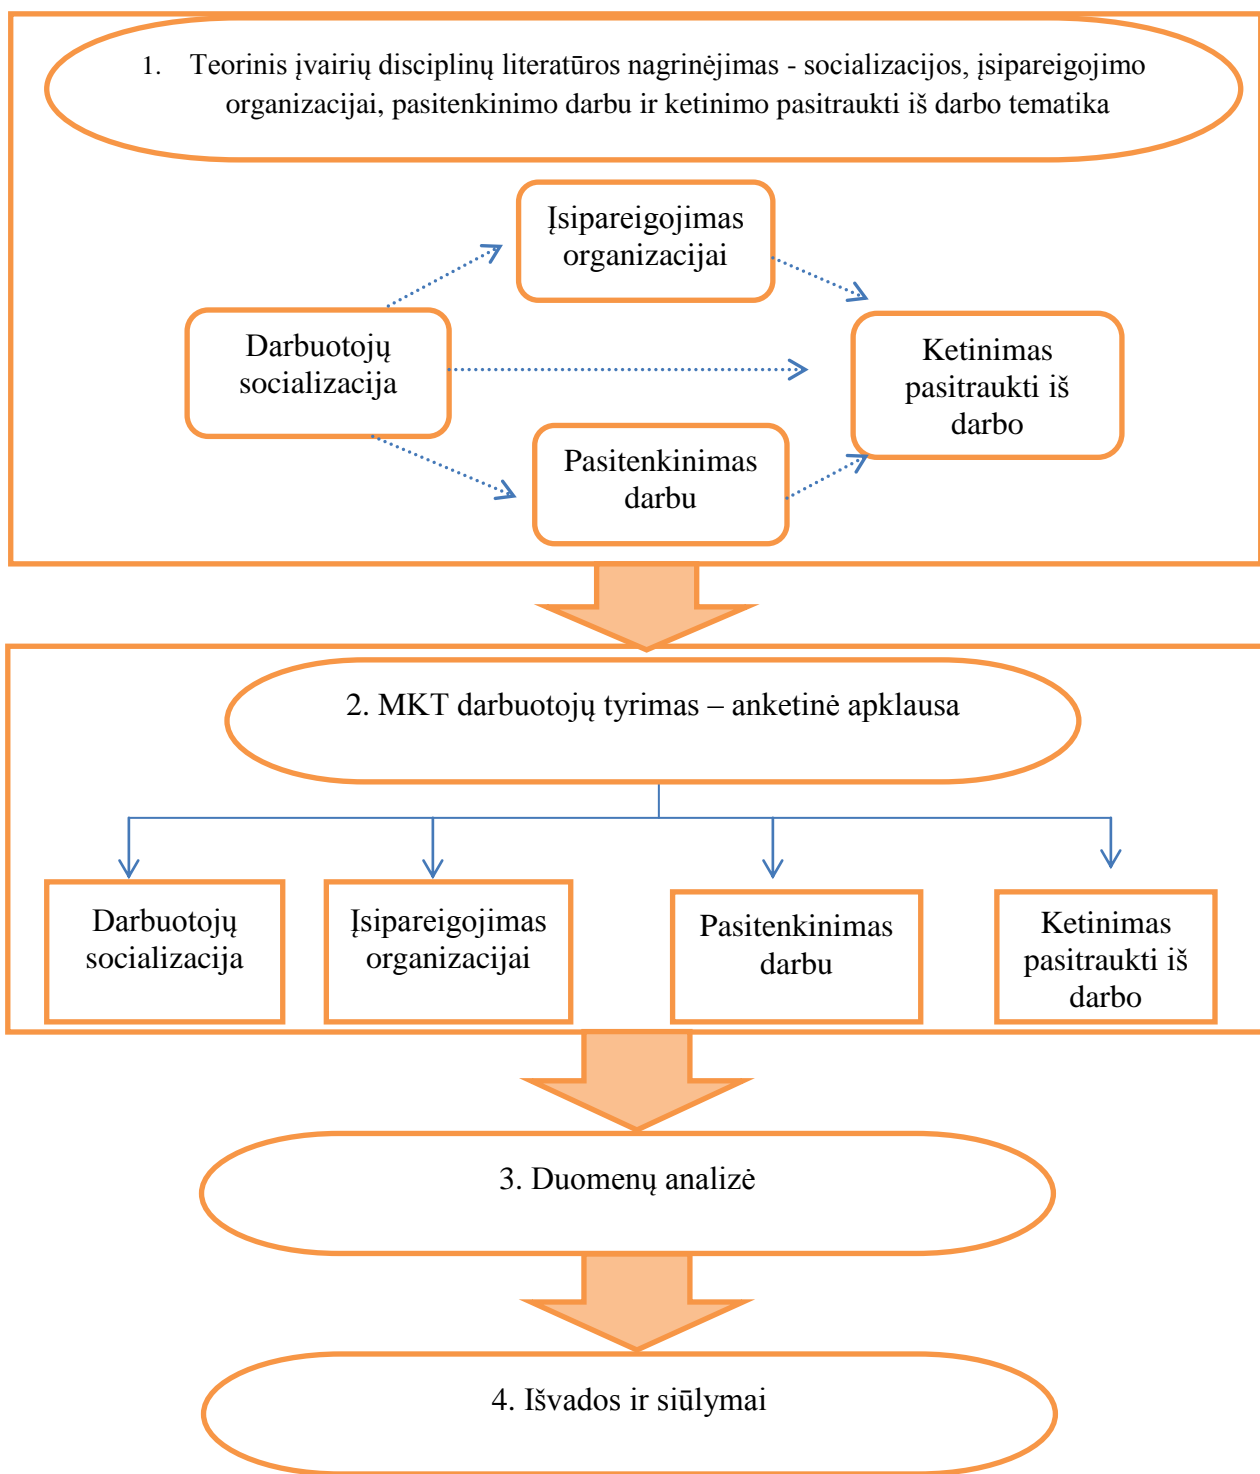 1. Teorinis įvairių disciplinų literatūros nagrinėjimas - socializacijos, įsipareigojimo
organizacijai, pasitenkinimo darbu ir ketinimo pasitraukti iš darbo tematika
Įsipareigojimas
organizacijai
Darbuotojų
socializacija
Ketinimas
pasitraukti iš
darbo
Pasitenkinimas
darbu
2. MKT darbuotojų tyrimas – anketinė apklausa
Darbuotojų
socializacija
Įsipareigojimas
organizacijai
Pasitenkinimas
darbu
Ketinimas
pasitraukti iš
darbo
3. Duomenų analizė
4. Išvados ir siūlymai